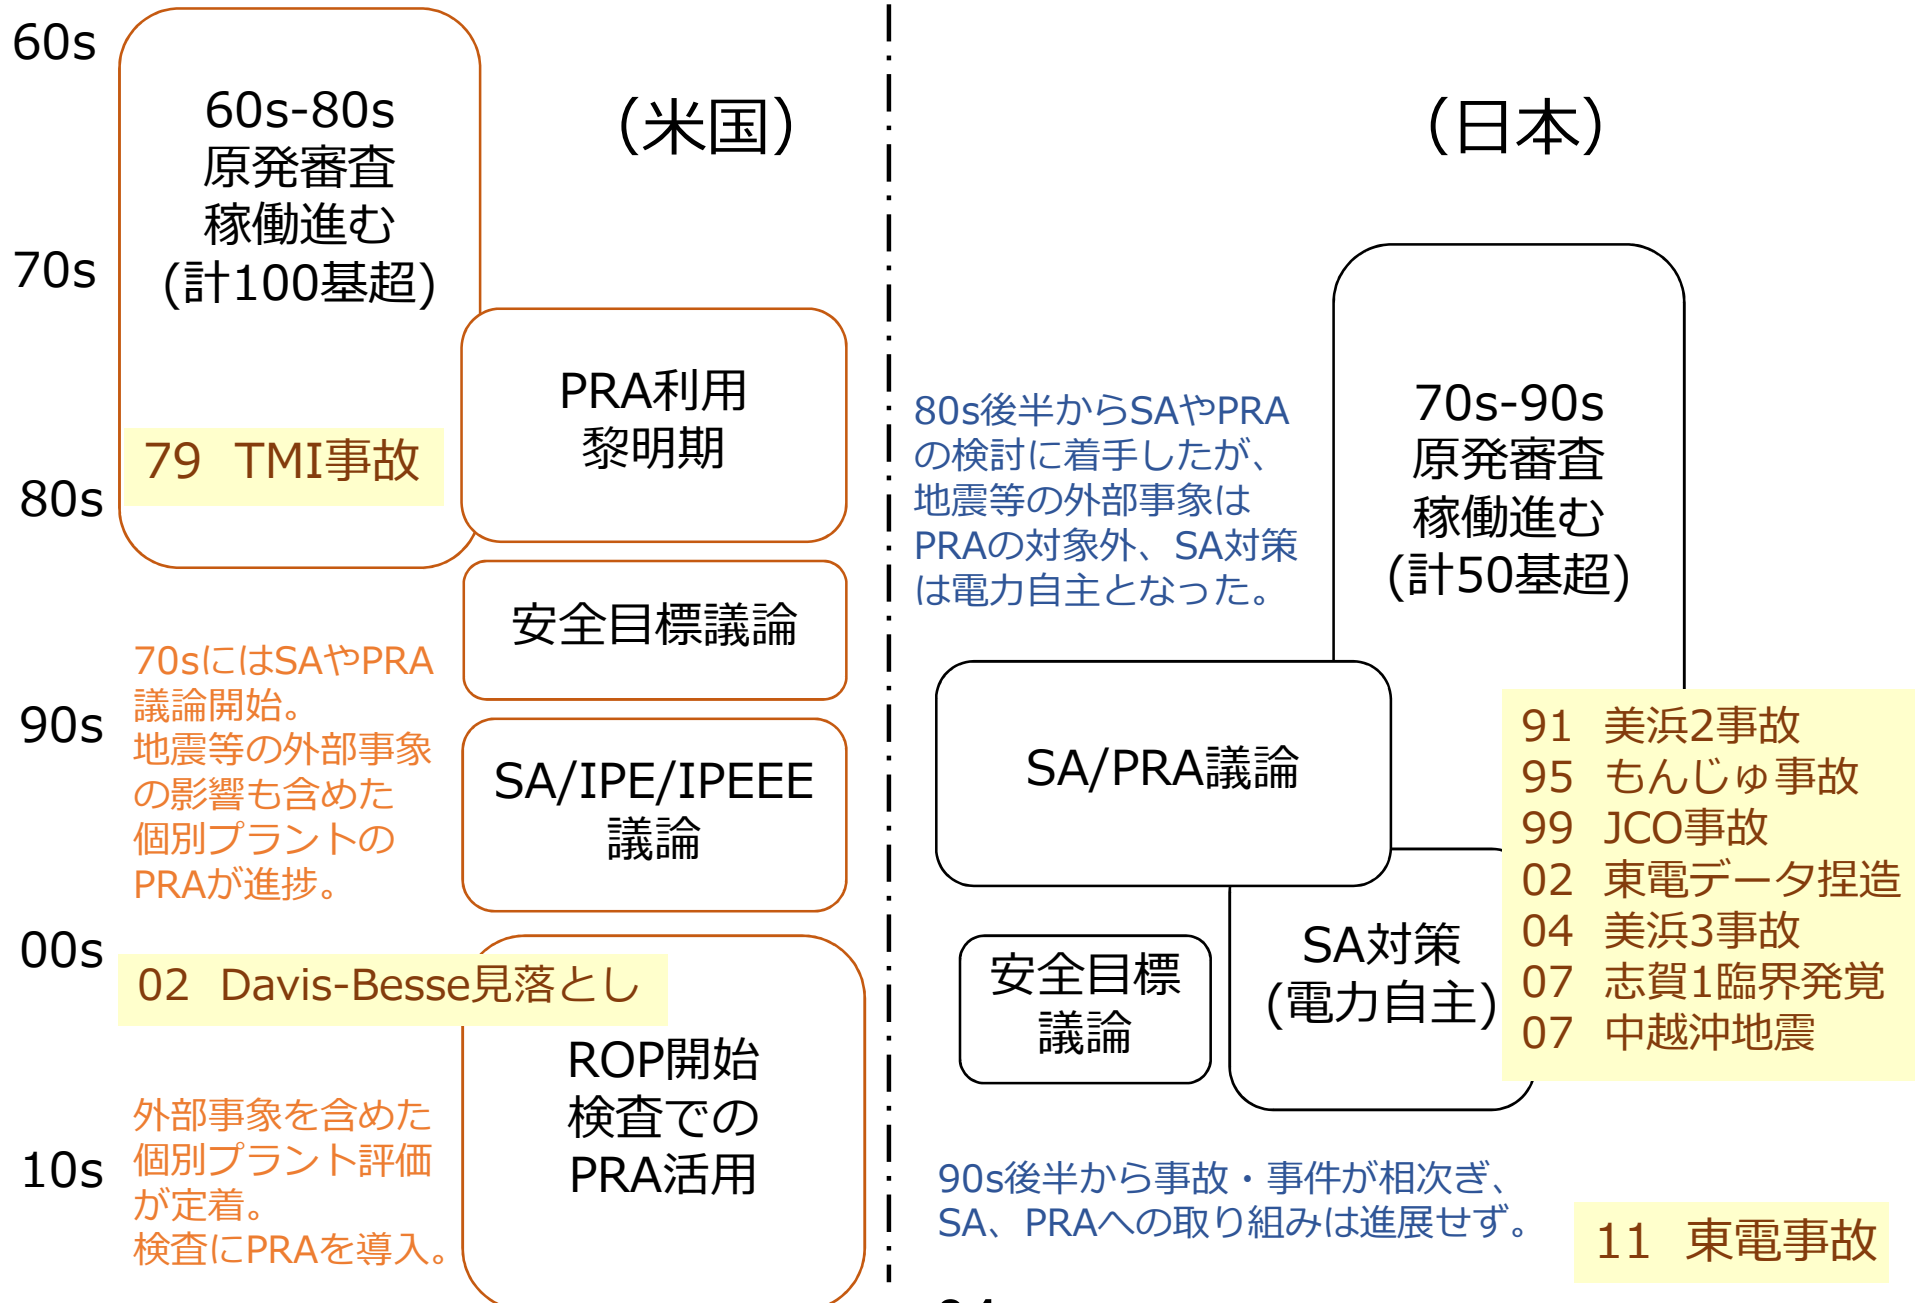 60s
70s
80s
90s
00s
10s
(米国)
60s-80s
原発審査
稼働進む
(計100基超)
PRA利用
黎明期
79 TMI事故
安全目標議論
70sにはSAやPRA
議論開始。
地震等の外部事象
の影響も含めた
個別プラントの
PRAが進捗。
SA/IPE/IPEEE
議論
02 Davis-Besse見落とし
ROP開始
検査での
PRA活用
外部事象を含めた
個別プラント評価
が定着。
検査にPRAを導入。
(日本)
80s後半からSAやPRA
の検討に着手したが、
地震等の外部事象は
PRAの対象外、SA対策
は電力自主となった。
70s-90s
原発審査
稼働進む
(計50基超)
SA/PRA議論
91 美浜2事故
95 もんじゅ事故
99 JCO事故
02 東電データ捏造
04 美浜3事故
07 志賀1臨界発覚
07 中越沖地震
安全目標
議論
SA対策
(電力自主)
90s後半から事故・事件が相次ぎ、
SA、PRAへの取り組みは進展せず。
11 東電事故